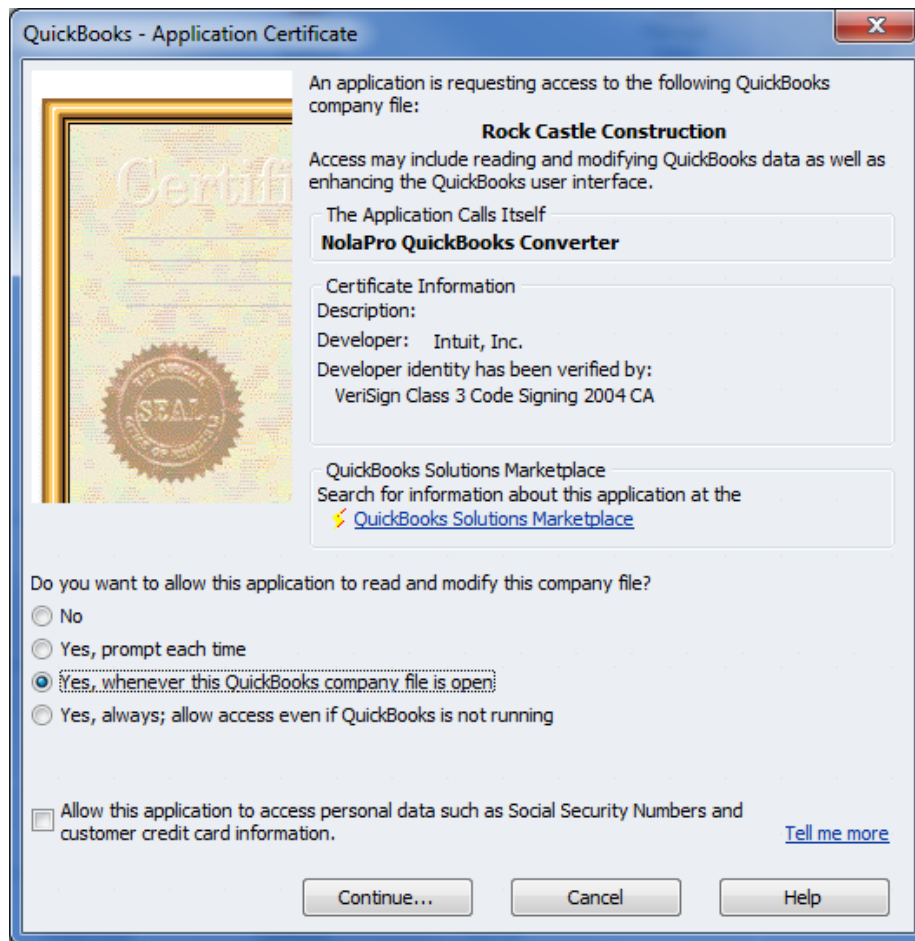 QuickBooks - Application Certificate
An application is requesting access to the following QuickBooks
company file:
Rock Castle Construction
Access may include reading and modifying QuickBooks data as well as
enhancing the QuickBooks user interface.
The Application Calls Itself
NolaPro QuickBooks Converter
Certificate Information
Description:
Developer: Intuit, Inc.
Developer identity has been verified by:
VeriSign Class 3 Code Signing 2004 CA
QuickBooks Solutions Marketplace
Search for information about this application at the
QuickBooks Solutions Marketplace
Certifi
SEAL
Do you want to allow this application to read and modify this company file?
No
Yes, prompt each time
Yes, whenever this QuickBooks company file is open
Yes, always; allow access even if QuickBooks is not running
Allow this application to access personal data such as Social Security Numbers and
customer credit card information.
Tell me more
Continue... Cancel Help